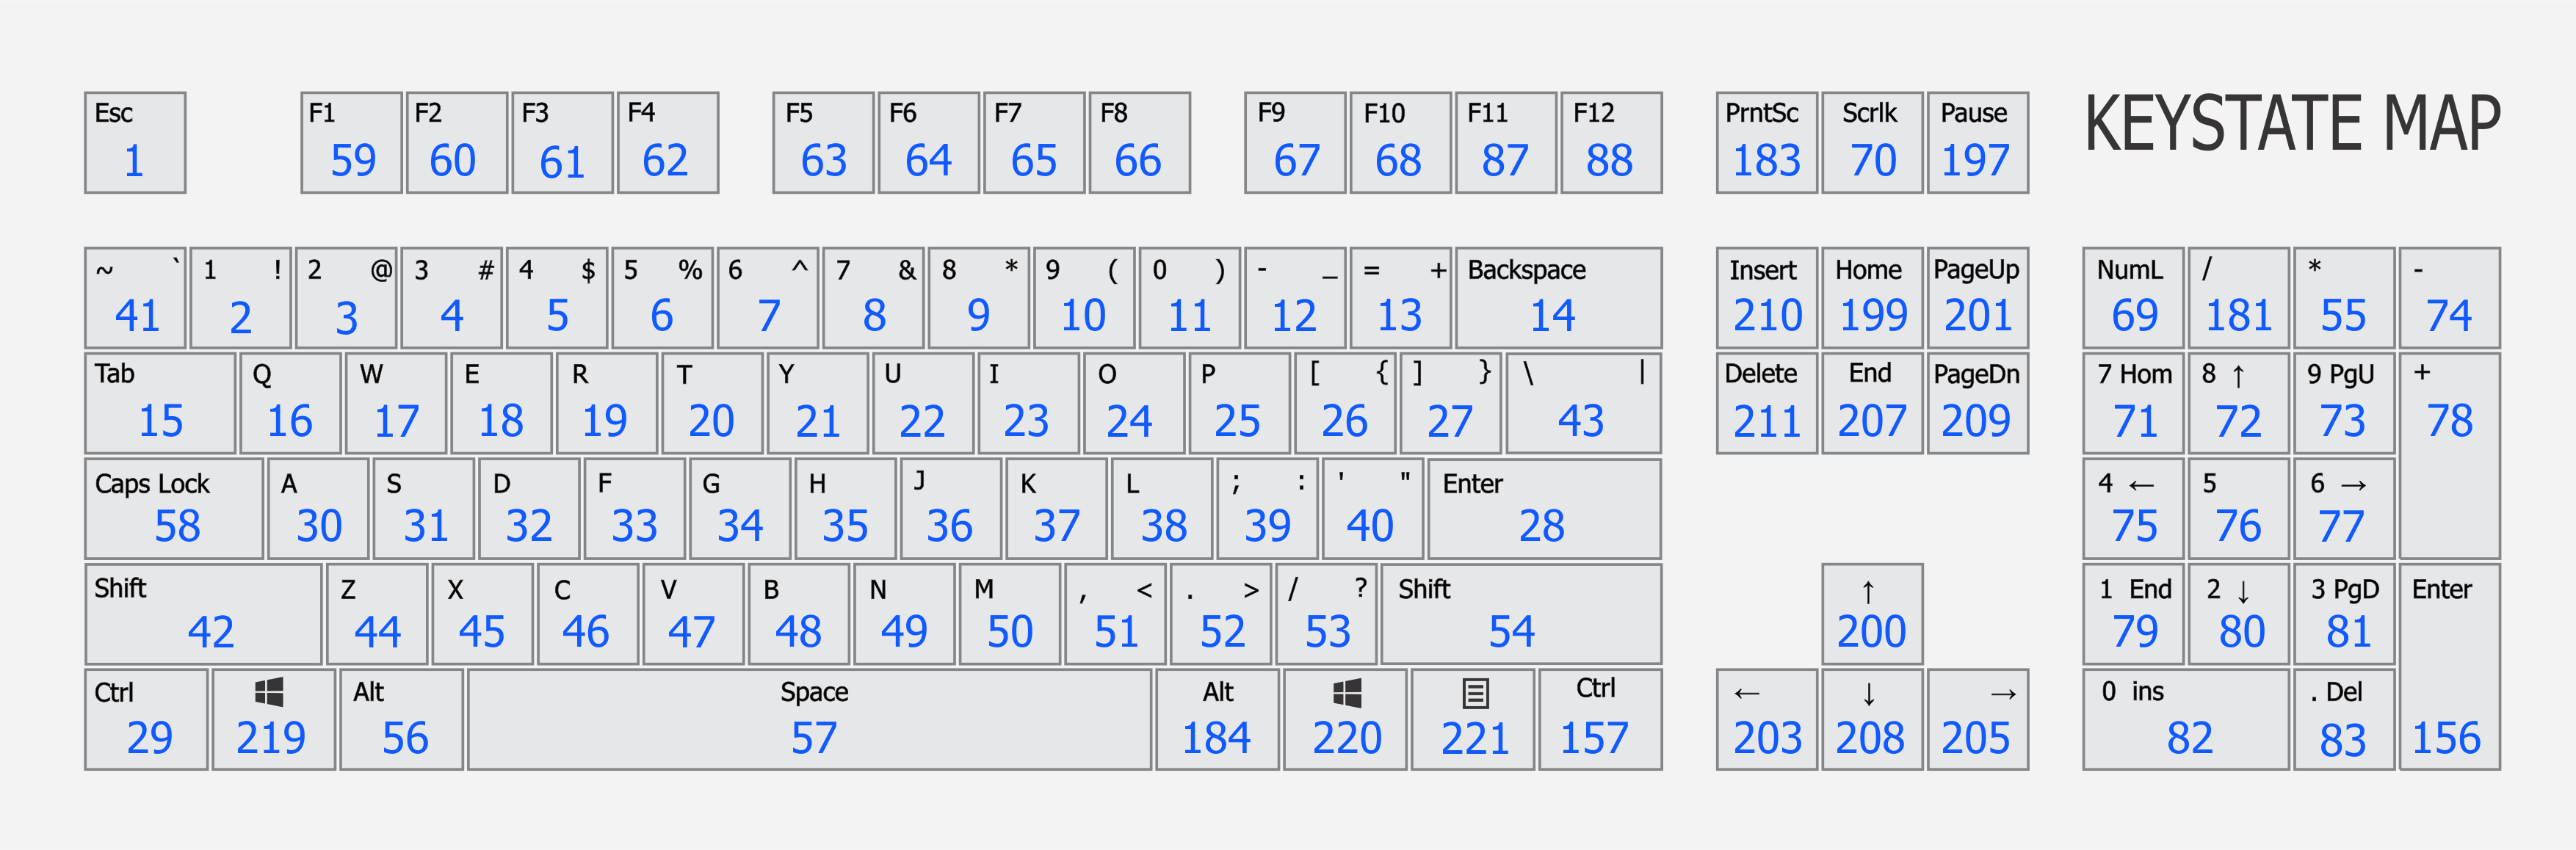 Esc F1 F2 F3 F4 F5 F6 F7 F8 F9 F10 F11 F12 PrntSc Scrlk Pause KEYSTATE MAP
1 59 60 61 62 63 64 65 66 67 68 87 88 183 70 197
~ ` 1 ! 2 @ 3 # 4 $ 5 % 6 ^ 7 & 8 * 9 ( 0 ) - _ = + Backspace Insert Home PageUp NumL / * -
41 2 3 4 5 6 7 8 9 10 11 12 13 14 210 199 201 69 181 55 74
Tab Q W E R T Y U I O P [ { ] } \ | Delete End PageDn 7 Hom 8 ↑ 9 PgU +
15 16 17 18 19 20 21 22 23 24 25 26 27 43 211 207 209 71 72 73 78
Caps Lock A S D F G H J K L ; : ' " Enter 4 ← 5 6 →
58 30 31 32 33 34 35 36 37 38 39 40 28 75 76 77
Shift Z X C V B N M , < . > / ? Shift ↑ 1 End 2 ↓ 3 PgD Enter
42 44 45 46 47 48 49 50 51 52 53 54 200 79 80 81
Ctrl Alt Space Alt Ctrl ← ↓ → 0 ins . Del
29 219 56 57 184 220 221 157 203 208 205 82 83 156